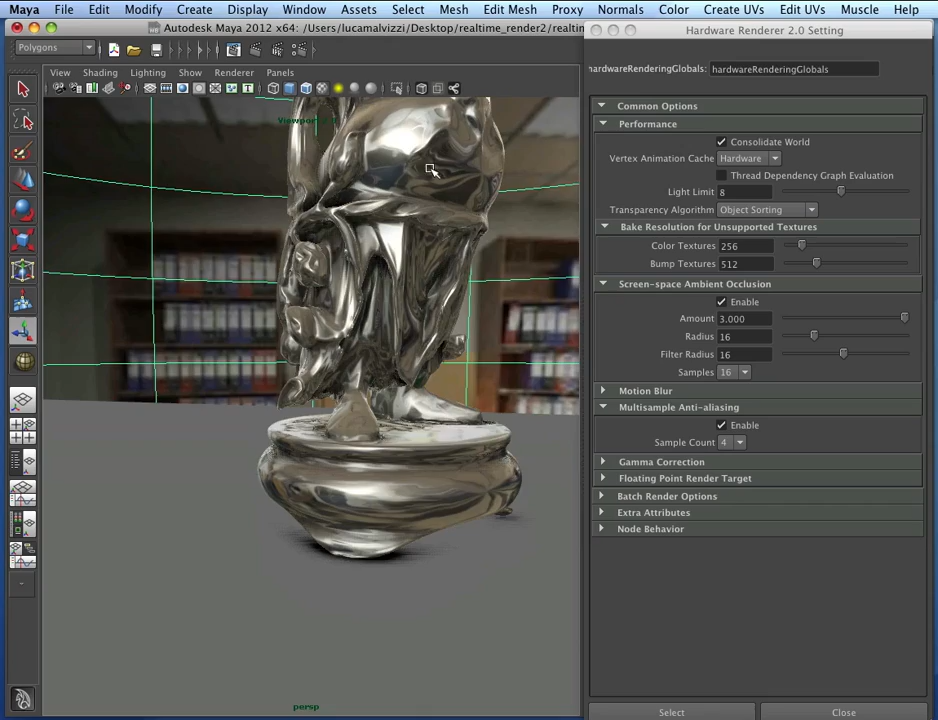 Maya File Edit Modify Create Display Window Assets Select Mesh Edit Mesh Proxy Normals Color Create UVs Edit UVs Muscle Help
Autodesk Maya 2012 x64: /Users/lucamalvizzi/Desktop/realtime_render2/realtim
Hardware Renderer 2.0 Setting
Polygons
hardwareRenderingGlobals: hardwareRenderingGlobals
View Shading Lighting Show Renderer Panels
Common Options
Performance
Consolidate World
Vertex Animation Cache Hardware
Thread Dependency Graph Evaluation
Light Limit 8
Transparency Algorithm Object Sorting
Bake Resolution for Unsupported Textures
Color Textures 256
Bump Textures 512
Screen-space Ambient Occlusion
Enable
Amount 3.000
Radius 16
Filter Radius 16
Samples 16
Motion Blur
Multisample Anti-aliasing
Enable
Sample Count 4
Gamma Correction
Floating Point Render Target
Batch Render Options
Extra Attributes
Node Behavior
persp
Select Close